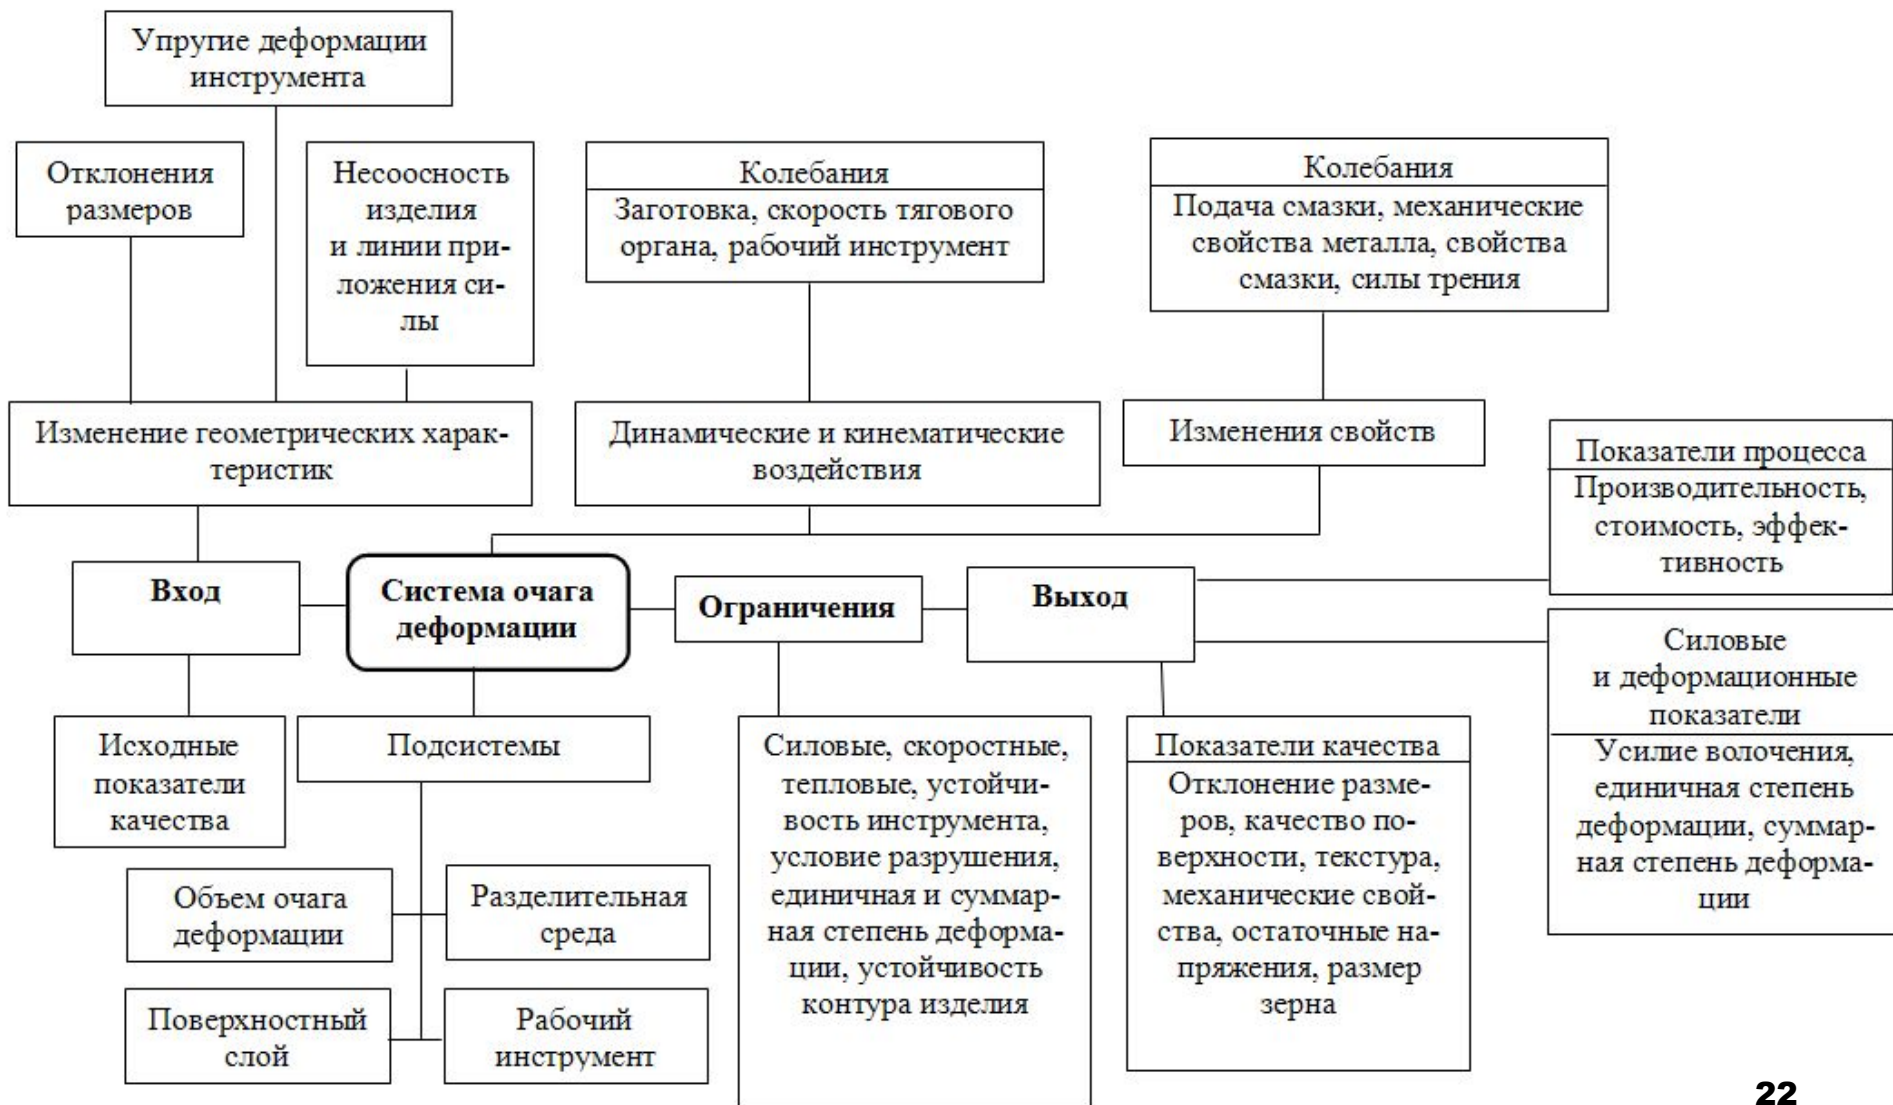 Упругие деформации
инструмента
Отклонения
размеров
Несоосность
изделия
и линии при-
ложения си-
лы
Колебания
Заготовка, скорость тягового
органа, рабочий инструмент
Колебания
Подача смазки, механические
свойства металла, свойства
смазки, силы трения
Изменение геометрических харак-
теристик
Динамические и кинематические
воздействия
Изменения свойств
Показатели процесса
Производительность,
стоимость, эффек-
тивность
Вход
Система очага
деформации
Ограничения
Выход
Силовые
и деформационные
показатели
Усилие волочения,
единичная степень
деформации, суммар-
ная степень деформа-
ции
Исходные
показатели
качества
Подсистемы
Объем очага
деформации
Разделительная
среда
Поверхностный
слой
Рабочий
инструмент
Силовые, скоростные,
тепловые, устойчи-
вость инструмента,
условие разрушения,
единичная и суммар-
ная степень деформа-
ции, устойчивость
контура изделия
Показатели качества
Отклонение разме-
ров, качество по-
верхности, текстура,
механические свой-
ства, остаточные на-
пряжения, размер
зерна
22